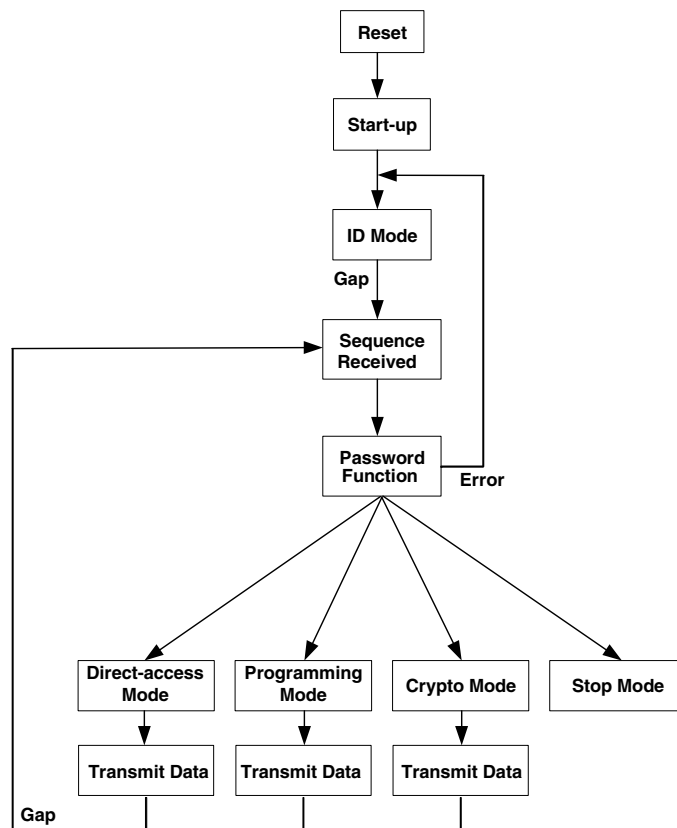 Reset
Start-up
ID Mode
Gap
Sequence
Received
Password
Function
Error
Direct-access
Mode
Programming
Mode
Crypto Mode
Stop Mode
Transmit Data
Transmit Data
Transmit Data
Gap